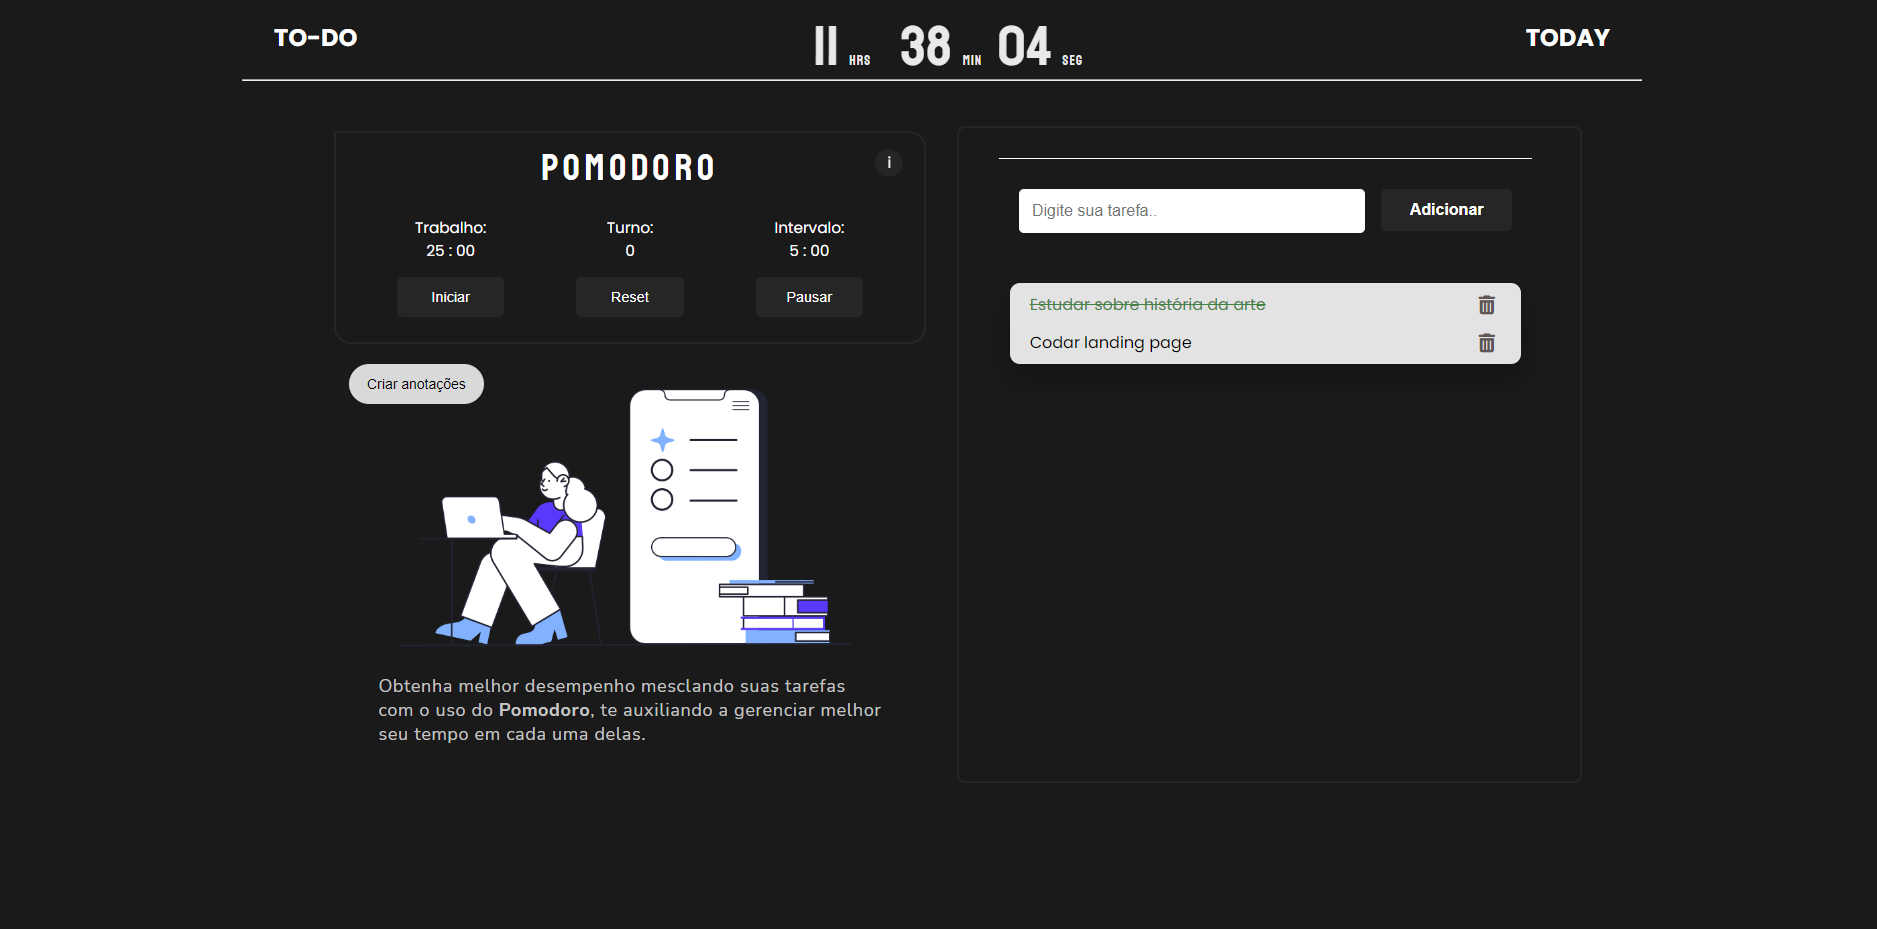 TO-DO
11 HRS 38 MIN 04 SEG
TODAY
POMODORO
i
Trabalho:
25 : 00
Iniciar
Turno:
0
Reset
Intervalo:
5 : 00
Pausar
Criar anotações
Obtenha melhor desempenho mesclando suas tarefas
com o uso do Pomodoro, te auxiliando a gerenciar melhor
seu tempo em cada uma delas.
Digite sua tarefa..
Adicionar
Estudar sobre história da arte
Codar landing page